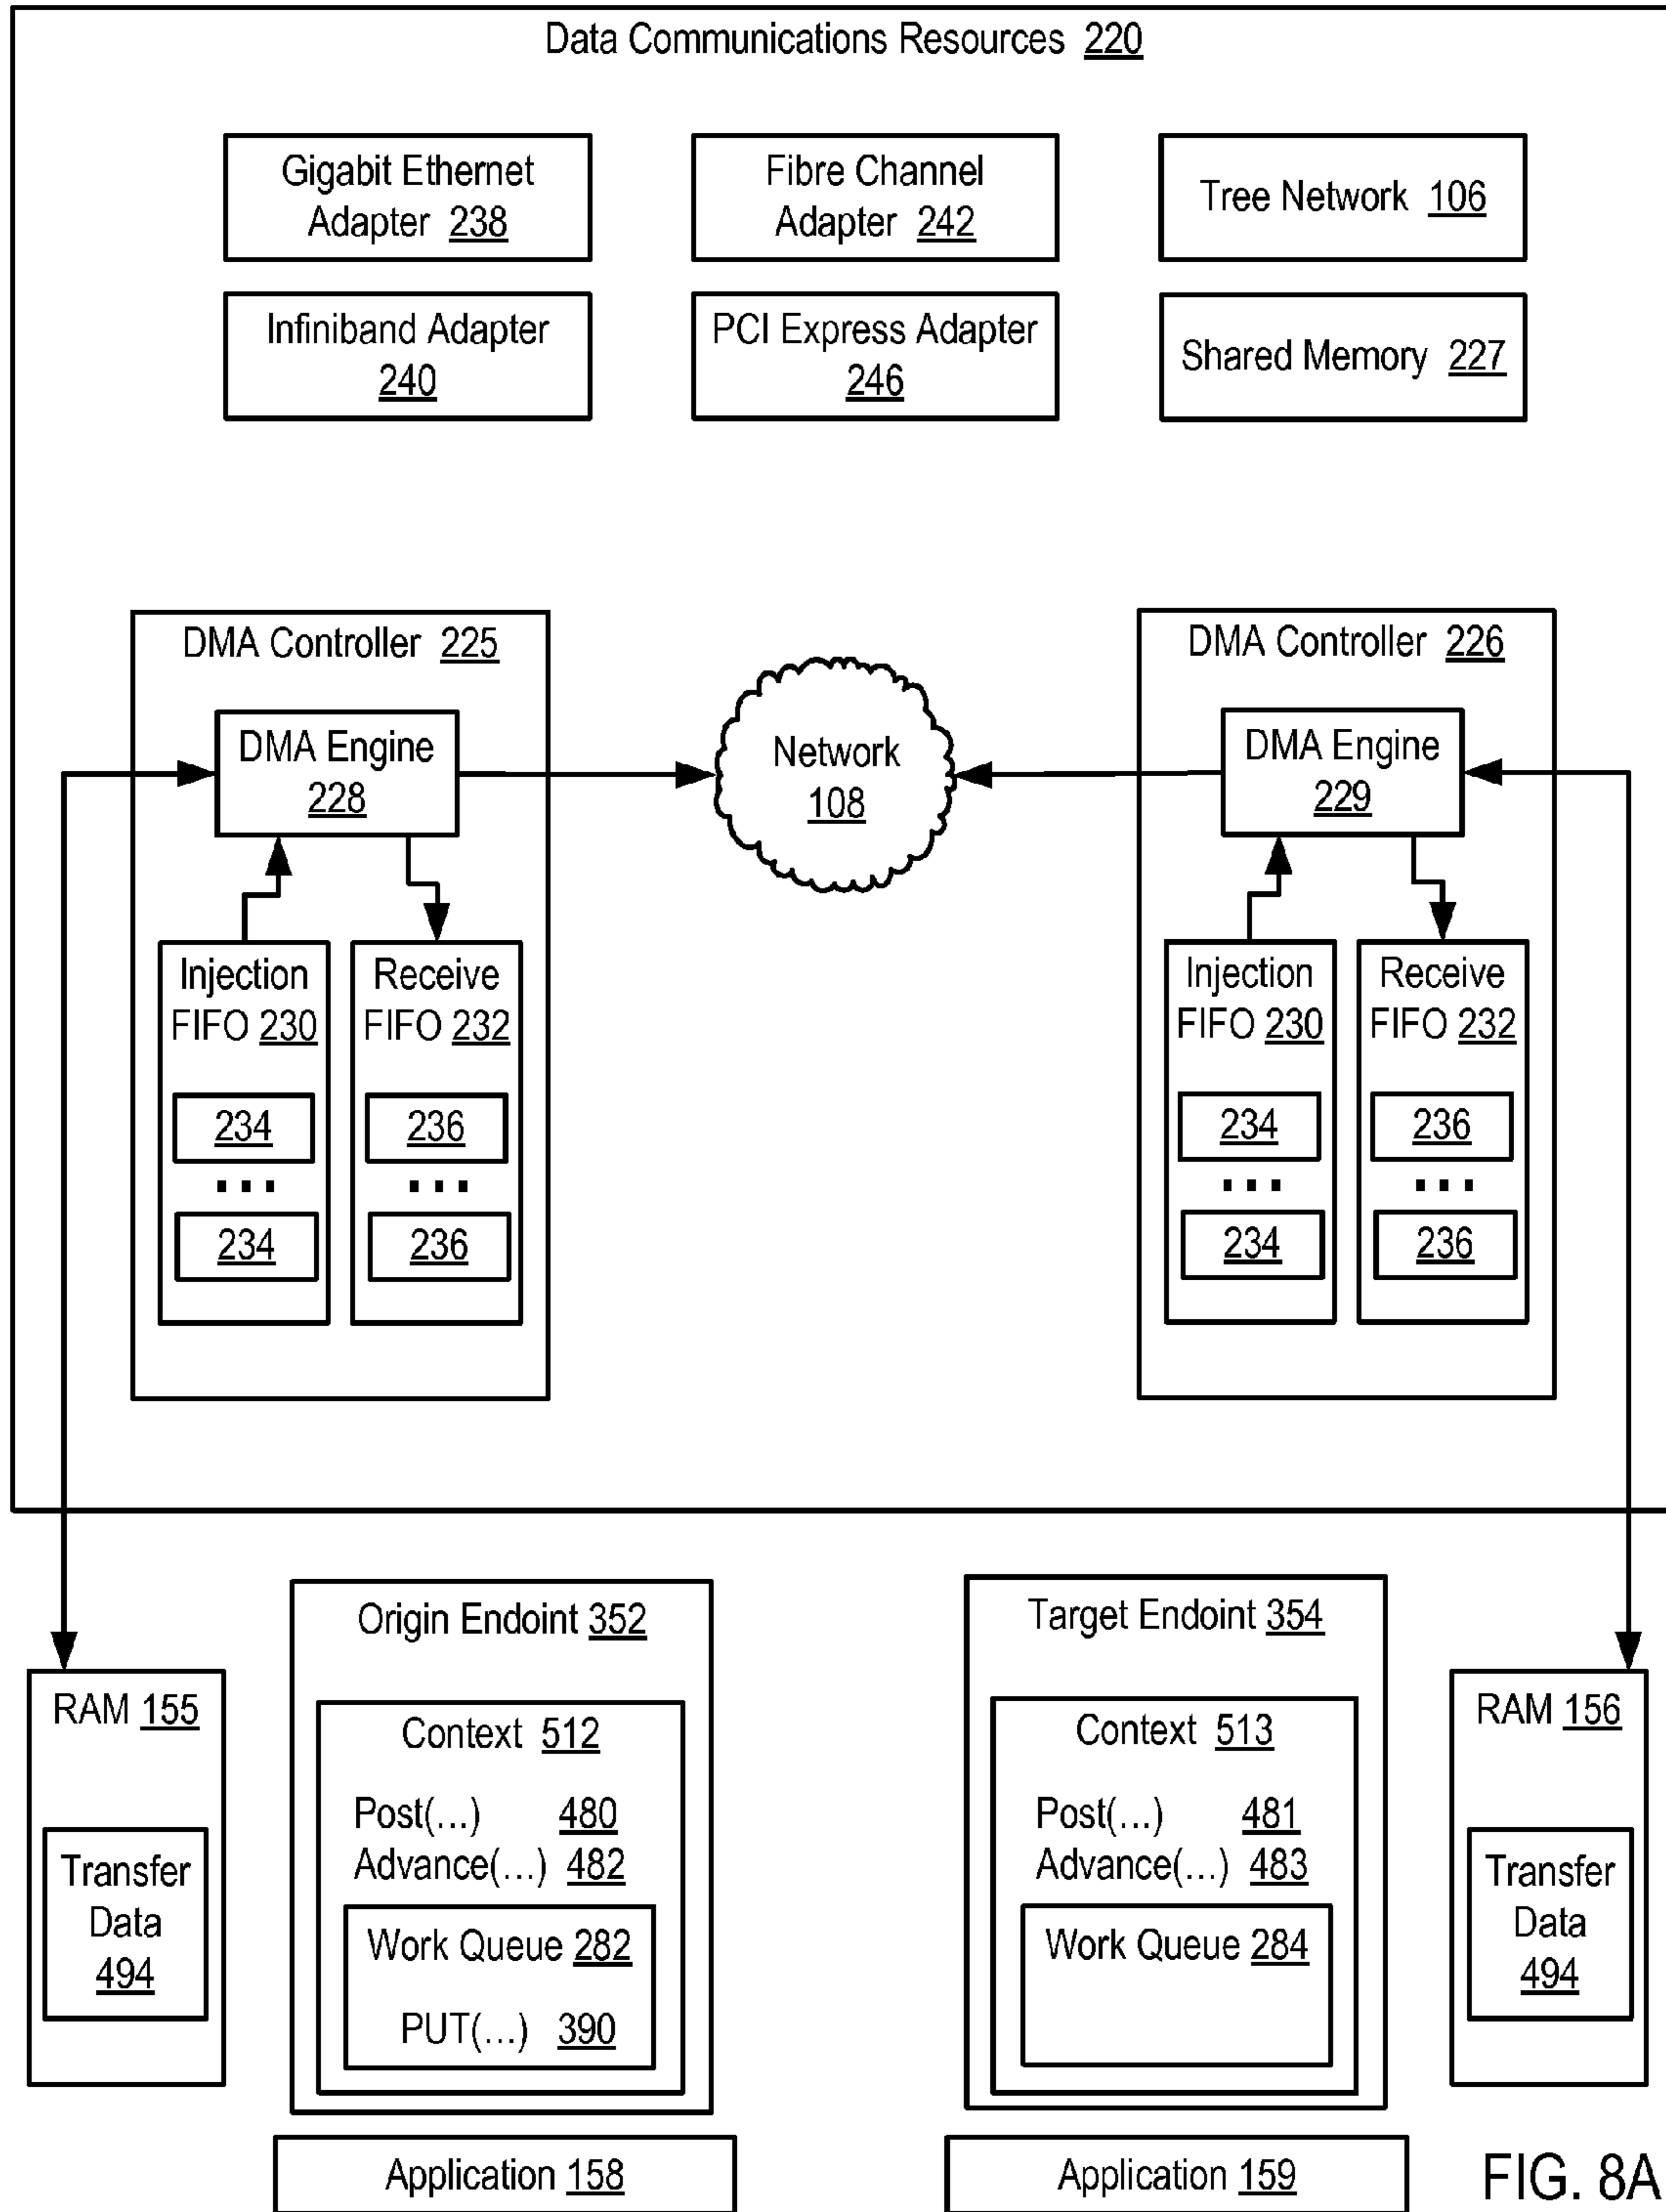 Data Communications Resources 220
Gigabit Ethernet
Adapter 238
Fibre Channel
Adapter 242
Tree Network 106
Infiniband Adapter
240
PCI Express Adapter
246
Shared Memory 227
DMA Controller 225
DMA Engine
228
Injection
FIFO 230
234
...
234
Receive
FIFO 232
236
...
236
Network
108
DMA Controller 226
DMA Engine
229
Injection
FIFO 230
234
...
234
Receive
FIFO 232
236
...
236
RAM 155
Transfer
Data
494
Origin Endoint 352
Context 512
Post(...) 480
Advance(...) 482
Work Queue 282
PUT(...) 390
Application 158
Target Endoint 354
Context 513
Post(...) 481
Advance(...) 483
Work Queue 284
Application 159
RAM 156
Transfer
Data
494
FIG. 8A